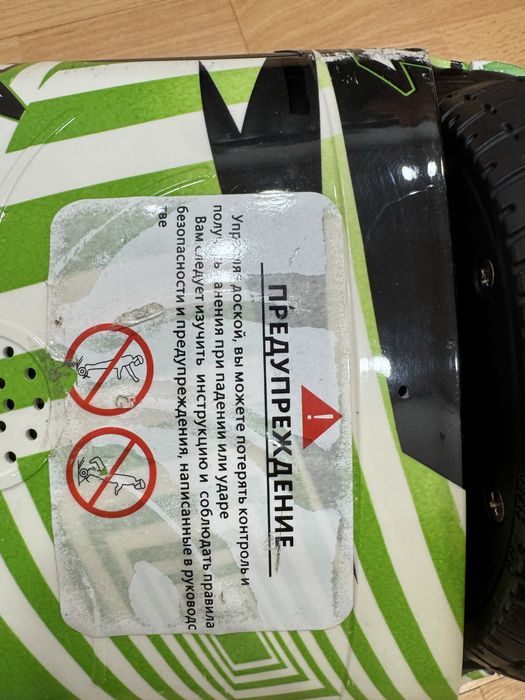 ПРЕДУПРЕЖДЕНИЕ
доской, вы можете потерять контроль и
при падении или ударе
Вам следует изучить инструкцию и соблюдать правила
безопасности и предупреждения, написанные в руководс
тве